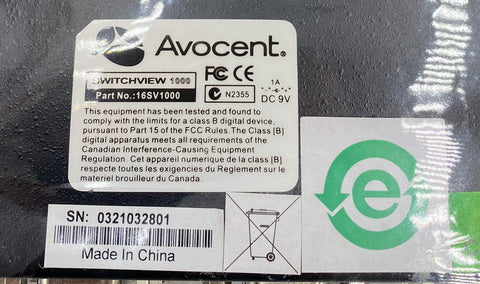 Avocent.
SWITCHVIEW 1000
Part No.:16SV1000
FC CE
N2355
1A
DC 9V
This equipment has been tested and found to
comply with the limits for a class B digital device,
pursuant to Part 15 of the FCC Rules. The Class [B]
digital apparatus meets all requirements of the
Canadian Interference-Causing Equipment
Regulation. Cet appareil numerique de la class [B]
respecte toutes les exigencies du Reglement sur le
materiel brouilleur du Canada.
SN: 0321032801
Made In China
e